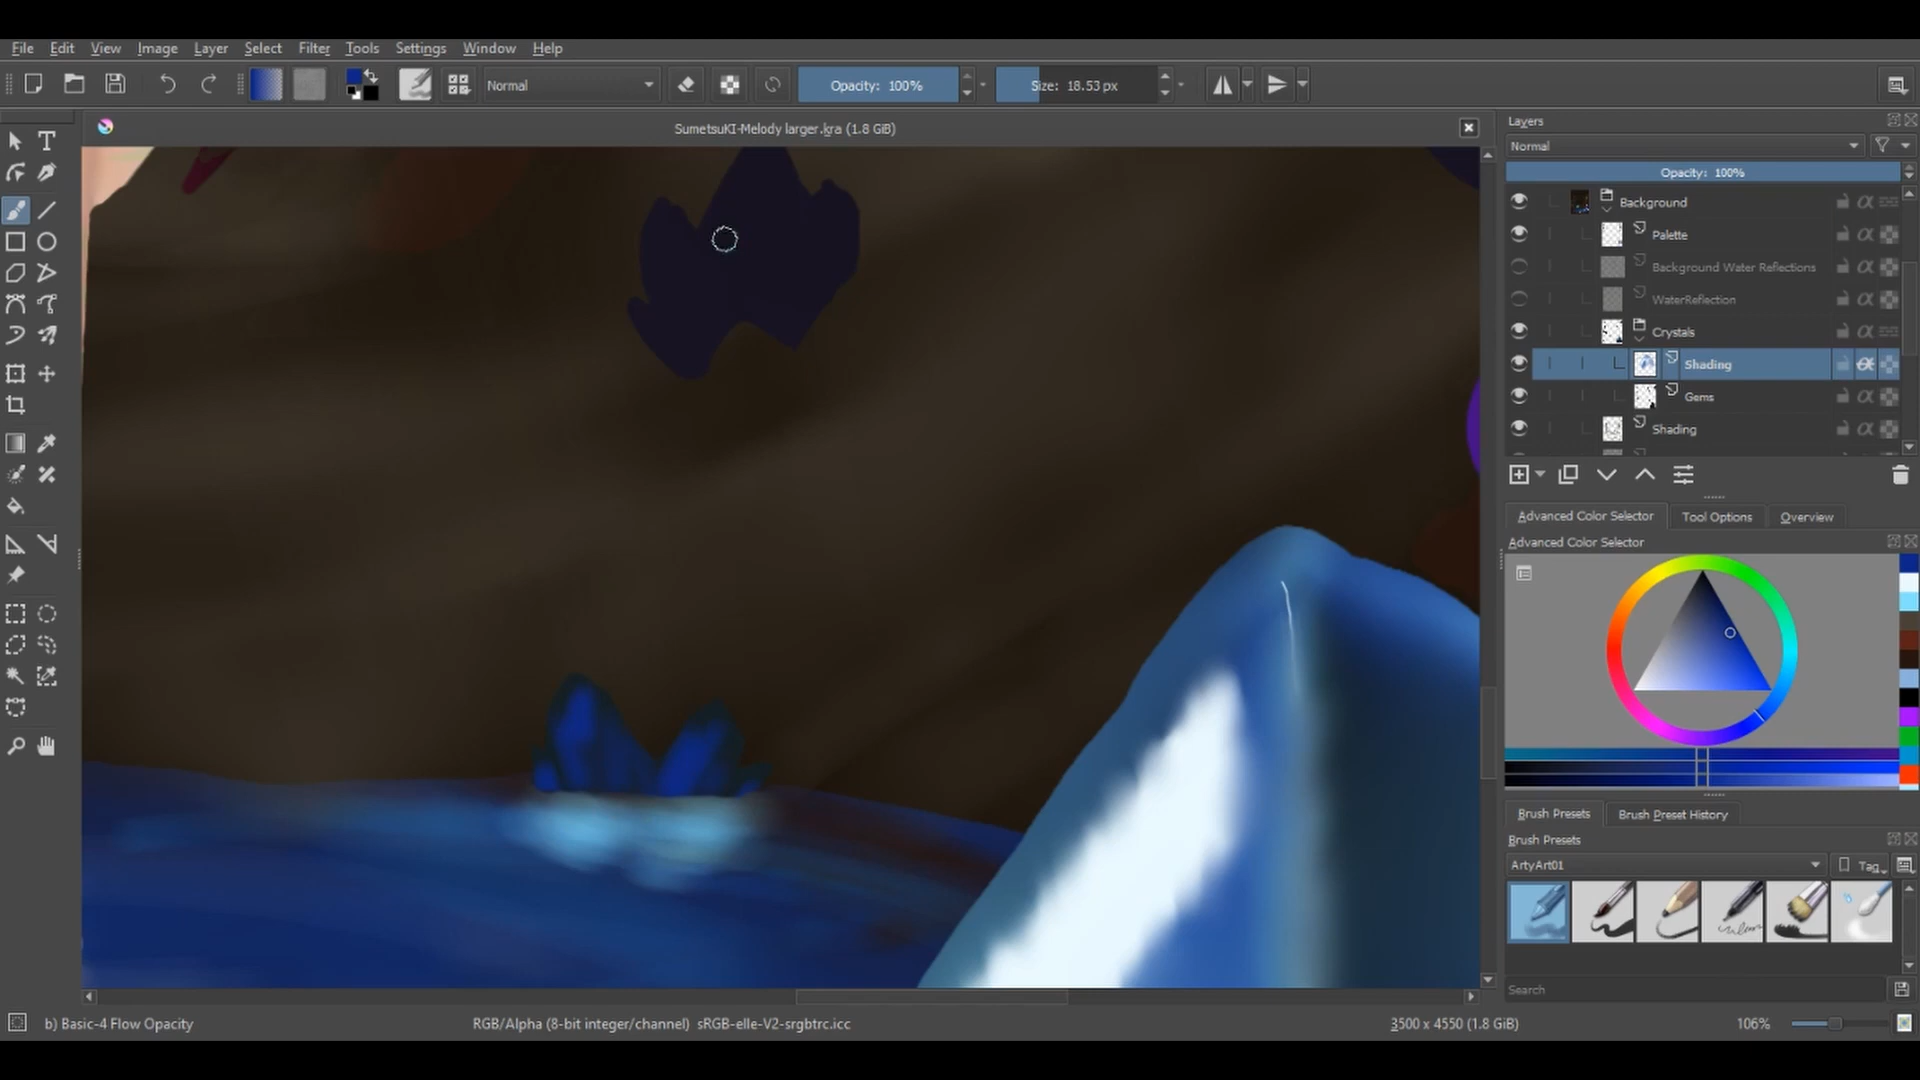 File Edit View Image Layer Select Filter Tools Settings Window Help
Normal
Opacity: 100%
Size: 18.53 px
SumetsuKI-Melody larger.kra (1.8 GiB)
Layers
Normal
Opacity: 100%
Background
Palette
Background Water Reflections
WaterReflection
Crystals
Shading
Gems
Shading
Advanced Color Selector
Tool Options
Overview
Advanced Color Selector
Brush Presets
Brush Preset History
Brush Presets
ArtyArt01
Tag
Search
b) Basic-4 Flow Opacity
RGB/Alpha (8-bit integer/channel) sRGB-elle-V2-srgbtrc.icc
3500 x 4550 (1.8 GiB)
106%